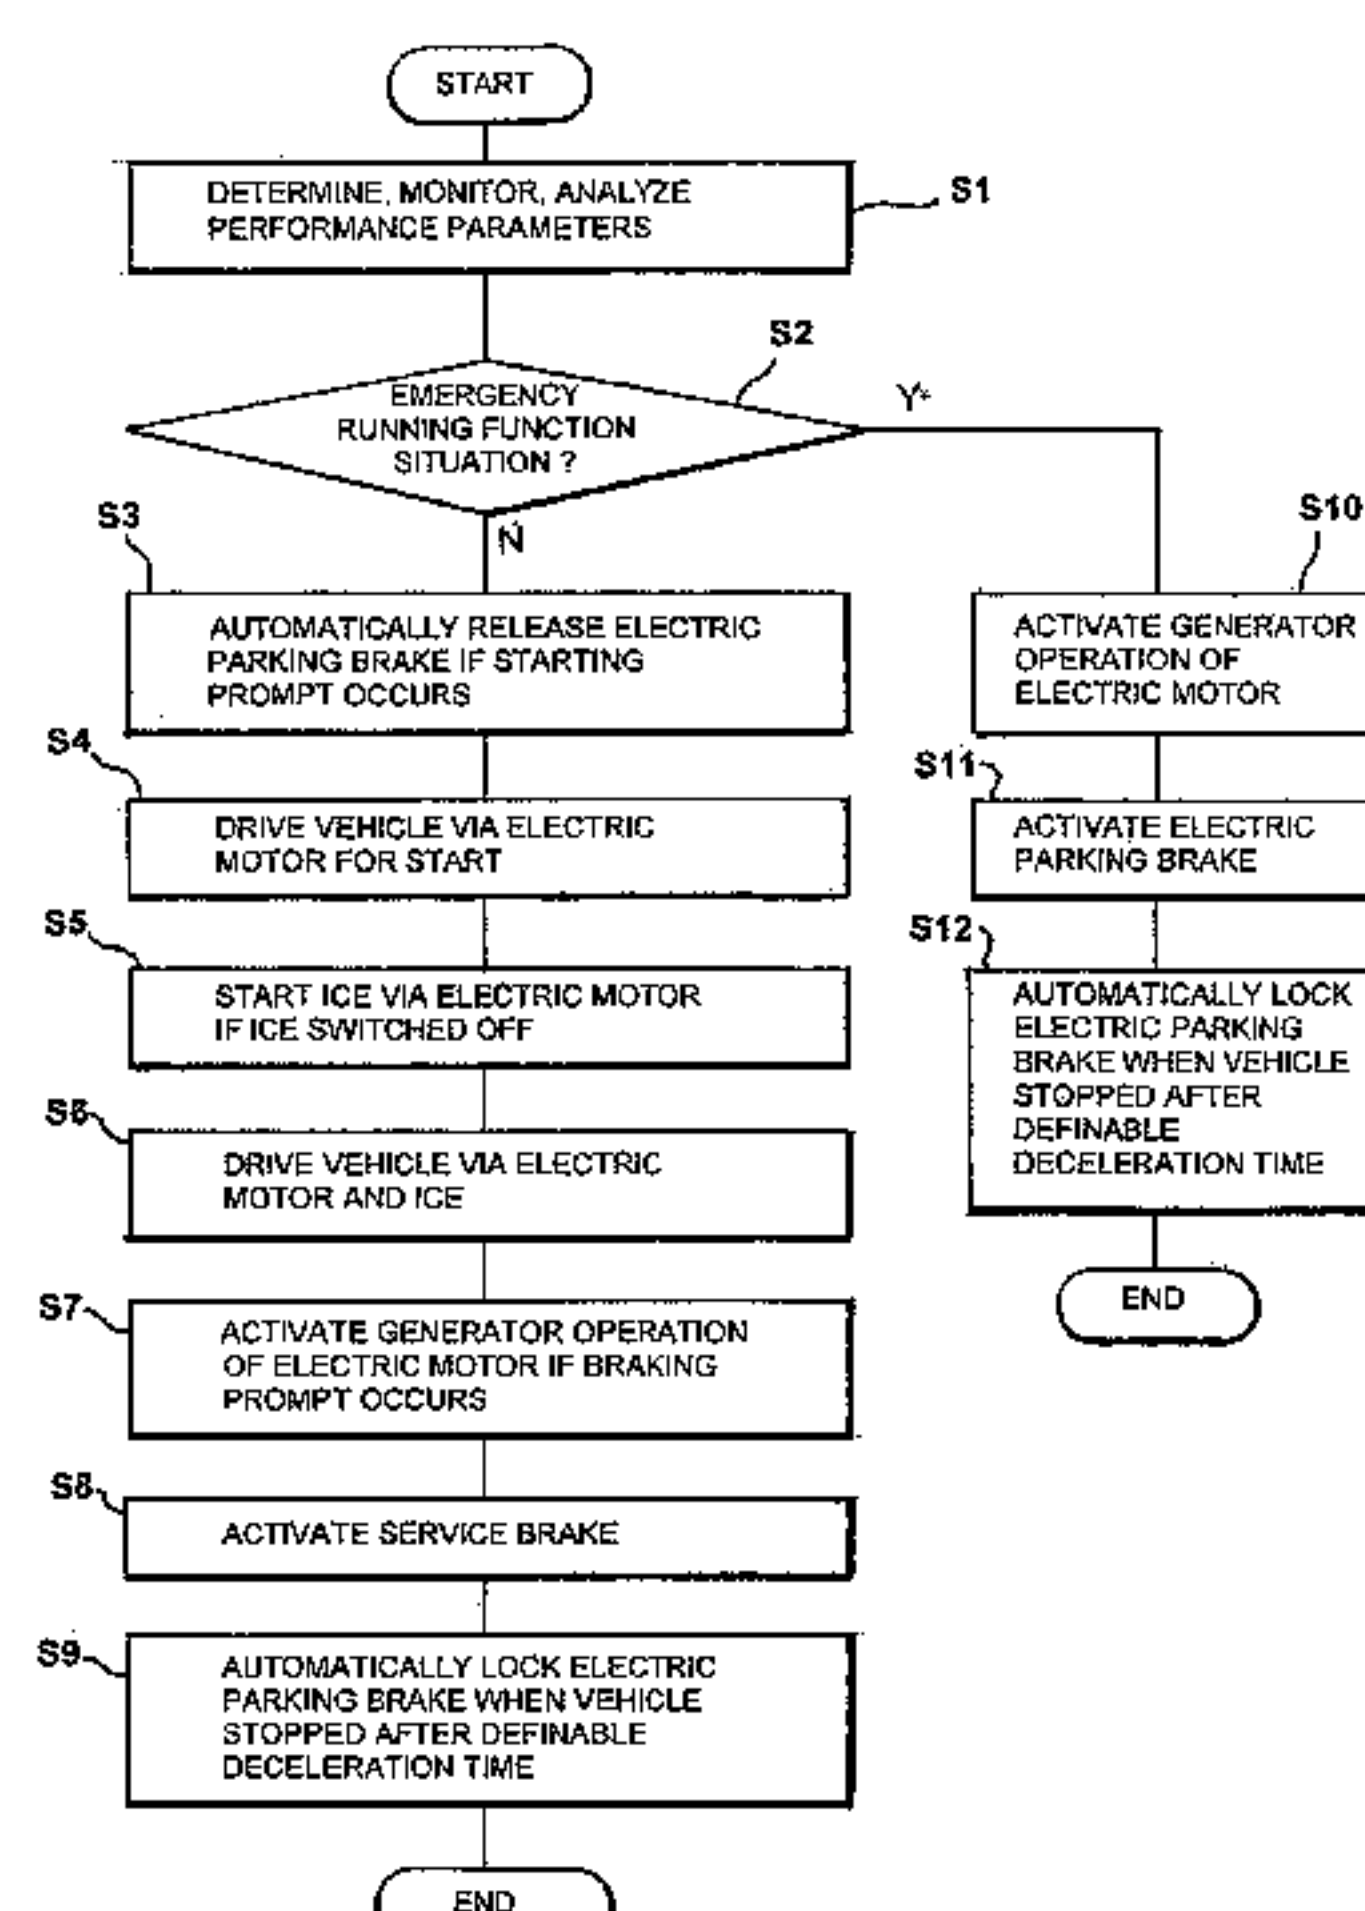 START
DETERMINE, MONITOR, ANALYZE
PERFORMANCE PARAMETERS
S1
S2
EMERGENCY
RUNNING FUNCTION
SITUATION ?
Y*
N
S3
AUTOMATICALLY RELEASE ELECTRIC
PARKING BRAKE IF STARTING
PROMPT OCCURS
S4
DRIVE VEHICLE VIA ELECTRIC
MOTOR FOR START
S5
START ICE VIA ELECTRIC MOTOR
IF ICE SWITCHED OFF
S6
DRIVE VEHICLE VIA ELECTRIC
MOTOR AND ICE
S7
ACTIVATE GENERATOR OPERATION
OF ELECTRIC MOTOR IF BRAKING
PROMPT OCCURS
S8
ACTIVATE SERVICE BRAKE
S9
AUTOMATICALLY LOCK ELECTRIC
PARKING BRAKE WHEN VEHICLE
STOPPED AFTER DEFINABLE
DECELERATION TIME
END
S10
ACTIVATE GENERATOR
OPERATION OF
ELECTRIC MOTOR
S11
ACTIVATE ELECTRIC
PARKING BRAKE
S12
AUTOMATICALLY LOCK
ELECTRIC PARKING
BRAKE WHEN VEHICLE
STOPPED AFTER
DEFINABLE
DECELERATION TIME
END